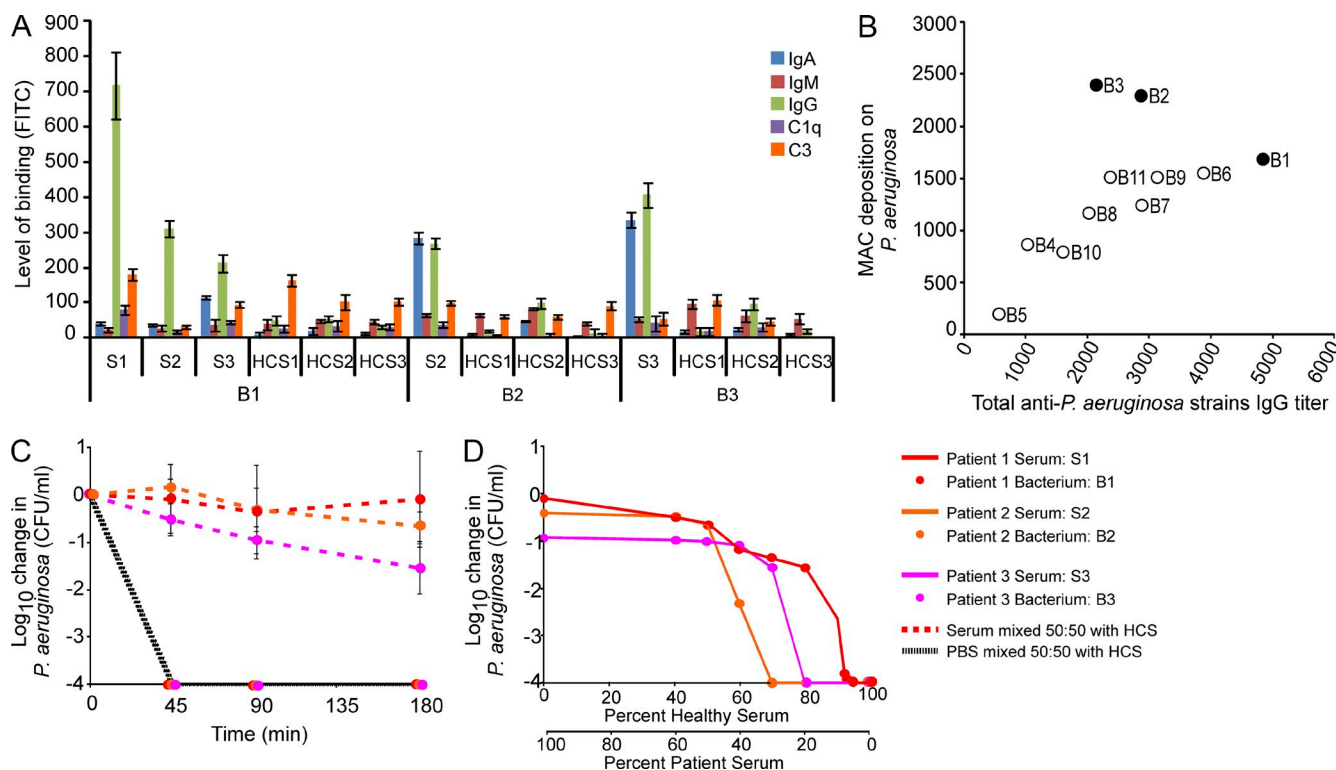 A
900
800
700
600
500
400
300
200
100
0
Level of binding (FITC)
IgA
IgM
IgG
C1q
C3
S1 S2 S3 HCS1 HCS2 HCS3 S2 HCS1 HCS2 HCS3 S3 HCS1 HCS2 HCS3
B1 B2 B3
B
3000
2500
2000
1500
1000
500
0
MAC deposition on
P. aeruginosa
B3
B2
B1
B11
B9
B6
B8
B7
B4
B10
B5
0 1000 2000 3000 4000 5000 6000
Total anti-P. aeruginosa strains IgG titer
C
1
0
-1
-2
-3
-4
Log10 change in
P. aeruginosa (CFU/ml)
0 45 90 135 180
Time (min)
D
1
0
-1
-2
-3
-4
Log10 change in
P. aeruginosa (CFU/ml)
0 20 40 60 80 100
Percent Healthy Serum
100 80 60 40 20 0
Percent Patient Serum
Patient 1 Serum: S1
Patient 1 Bacterium: B1
Patient 2 Serum: S2
Patient 2 Bacterium: B2
Patient 3 Serum: S3
Patient 3 Bacterium: B3
Serum mixed 50:50 with HCS
PBS mixed 50:50 with HCS